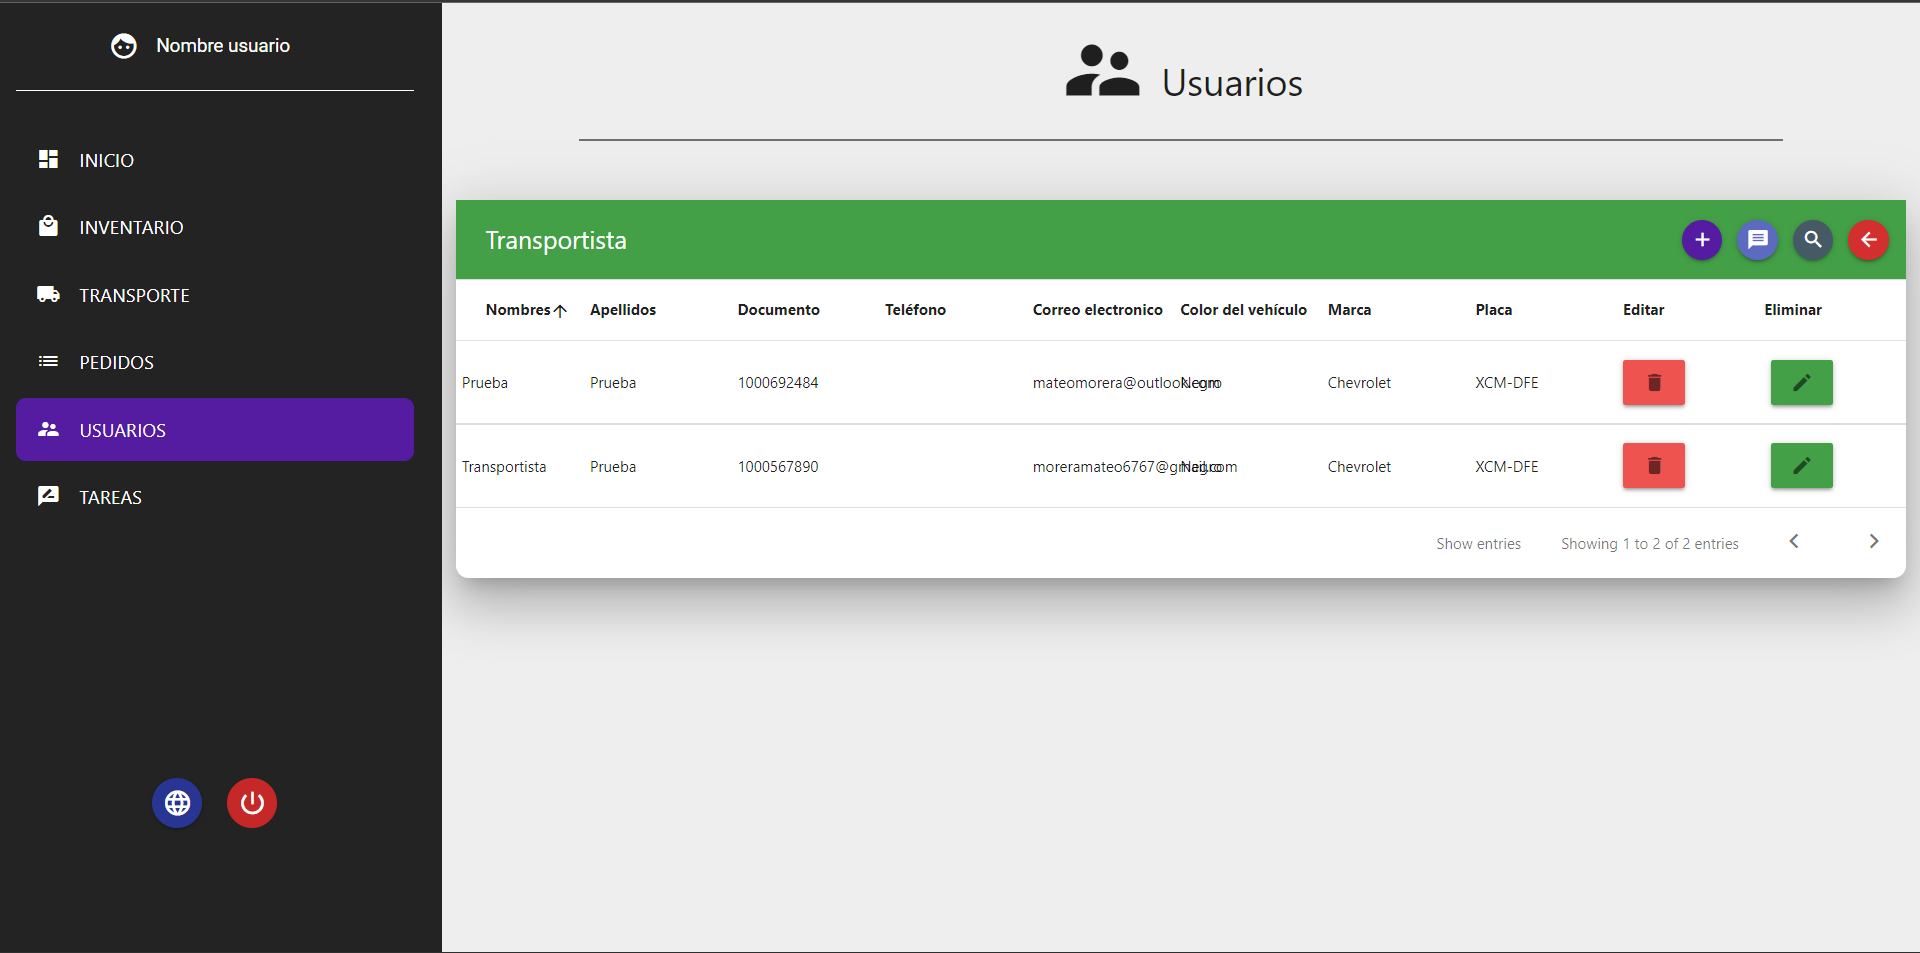 Nombre usuario
INICIO
INVENTARIO
TRANSPORTE
PEDIDOS
USUARIOS
TAREAS
Usuarios
Transportista
Nombres Apellidos Documento Teléfono Correo electronico Color del vehículo Marca Placa Editar Eliminar
Prueba Prueba 1000692484 mateomorera@outlook.com Negro Chevrolet XCM-DFE
Transportista Prueba 1000567890 moreramateo6767@gmail.com Negro Chevrolet XCM-DFE
Show entries Showing 1 to 2 of 2 entries